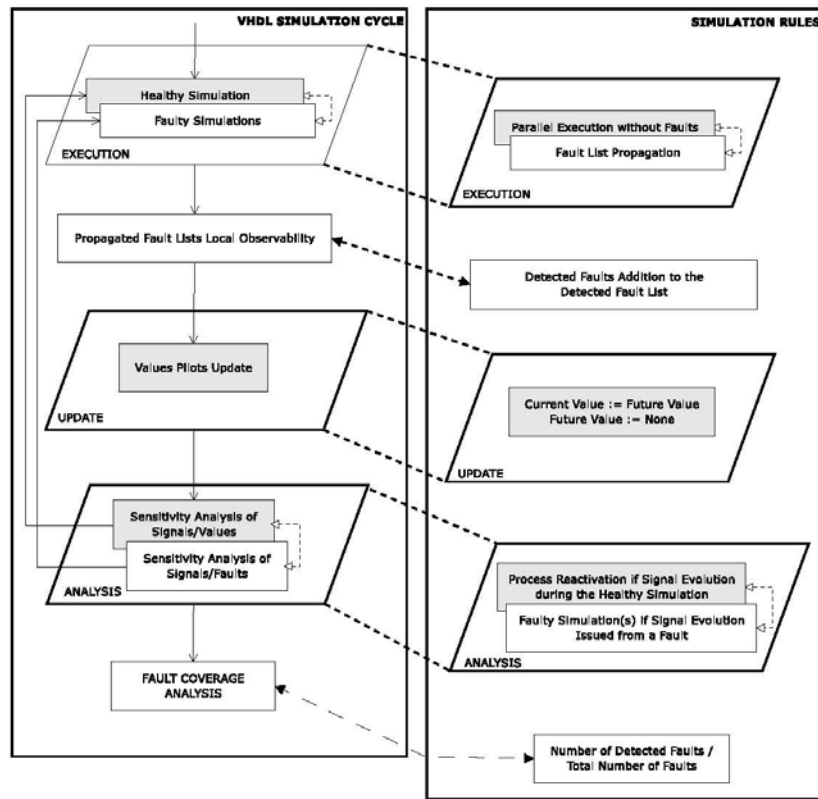 VHDL SIMULATION CYCLE
Healthy Simulation
Faulty Simulations
EXECUTION
Propagated Fault Lists Local Observability
Values Pilots Update
UPDATE
Sensitivity Analysis of
Signals/Values
Sensitivity Analysis of
Signals/Faults
ANALYSIS
FAULT COVERAGE
ANALYSIS
SIMULATION RULES
Parallel Execution without Faults
Fault List Propagation
EXECUTION
Detected Faults Addition to the
Detected Fault List
Current Value := Future Value
Future Value := None
UPDATE
Process Reactivation if Signal Evolution
during the Healthy Simulation
Faulty Simulation(s) if Signal Evolution
Issued from a Fault
ANALYSIS
Number of Detected Faults /
Total Number of Faults